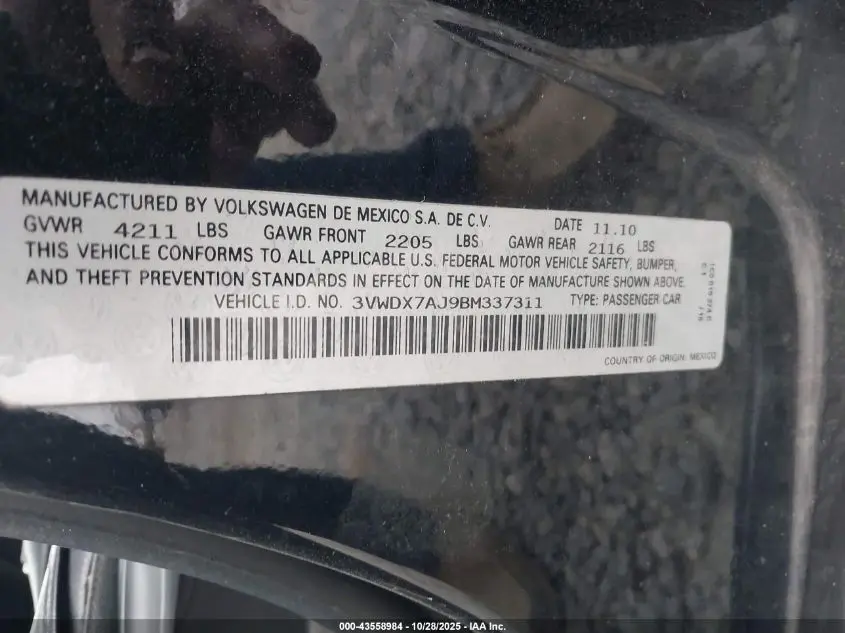 MANUFACTURED BY VOLKSWAGEN DE MEXICO S.A. DE C.V. DATE 11.10
GVWR 4211 LBS GAWR FRONT 2205 LBS GAWR REAR 2116 LBS
THIS VEHICLE CONFORMS TO ALL APPLICABLE U.S. FEDERAL MOTOR VEHICLE SAFETY, BUMPER,
AND THEFT PREVENTION STANDARDS IN EFFECT ON THE DATE OF MANUFACTURE SHOWN ABOVE.
VEHICLE I.D. NO. 3VWDX7AJ9BM337311 TYPE: PASSENGER CAR
COUNTRY OF ORIGIN: MEXICO
000-43558984 - 10/28/2025 - IAA Inc.